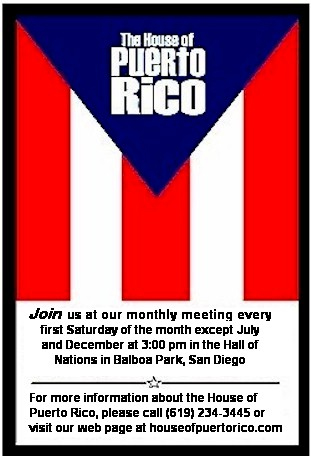 The House of
PUERTO
RiCO
Join us at our monthly meeting every
first Saturday of the month except July
and December at 3:00 pm in the Hall of
Nations in Balboa Park, San Diego
For more information about the House of
Puerto Rico, please call (619) 234-3445 or
visit our web page at houseofpuertorico.com